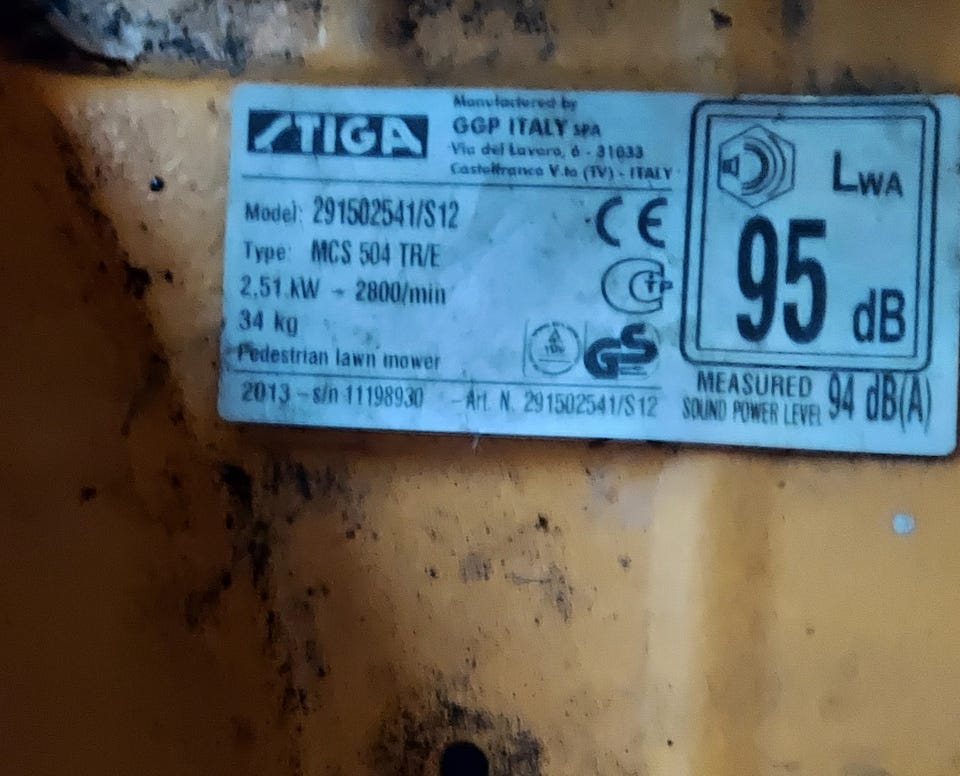 STIGA
Manufactered by
GGP ITALY SPA
Via del Lavoro, 6 - 31033
Castelfranco V.to (TV) - ITALY
Model: 291502541/S12
Type: MCS 504 TR/E
2,51 kW - 2800/min
34 kg
Pedestrian lawn mower
2013 - s/n 11198930 - Art. N. 291502541/S12
CE
GS
LWA
95 dB
MEASURED
SOUND POWER LEVEL 94 dB(A)